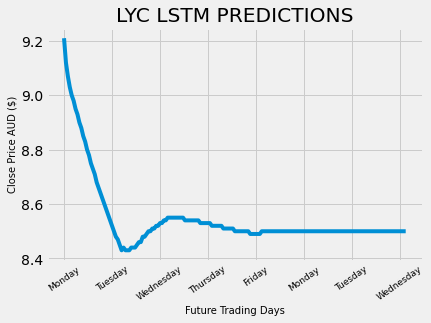 LYC LSTM PREDICTIONS
Close Price AUD ($)
9.2
9.0
8.8
8.6
8.4
Monday
Tuesday
Wednesday
Thursday
Friday
Monday
Tuesday
Wednesday
Future Trading Days